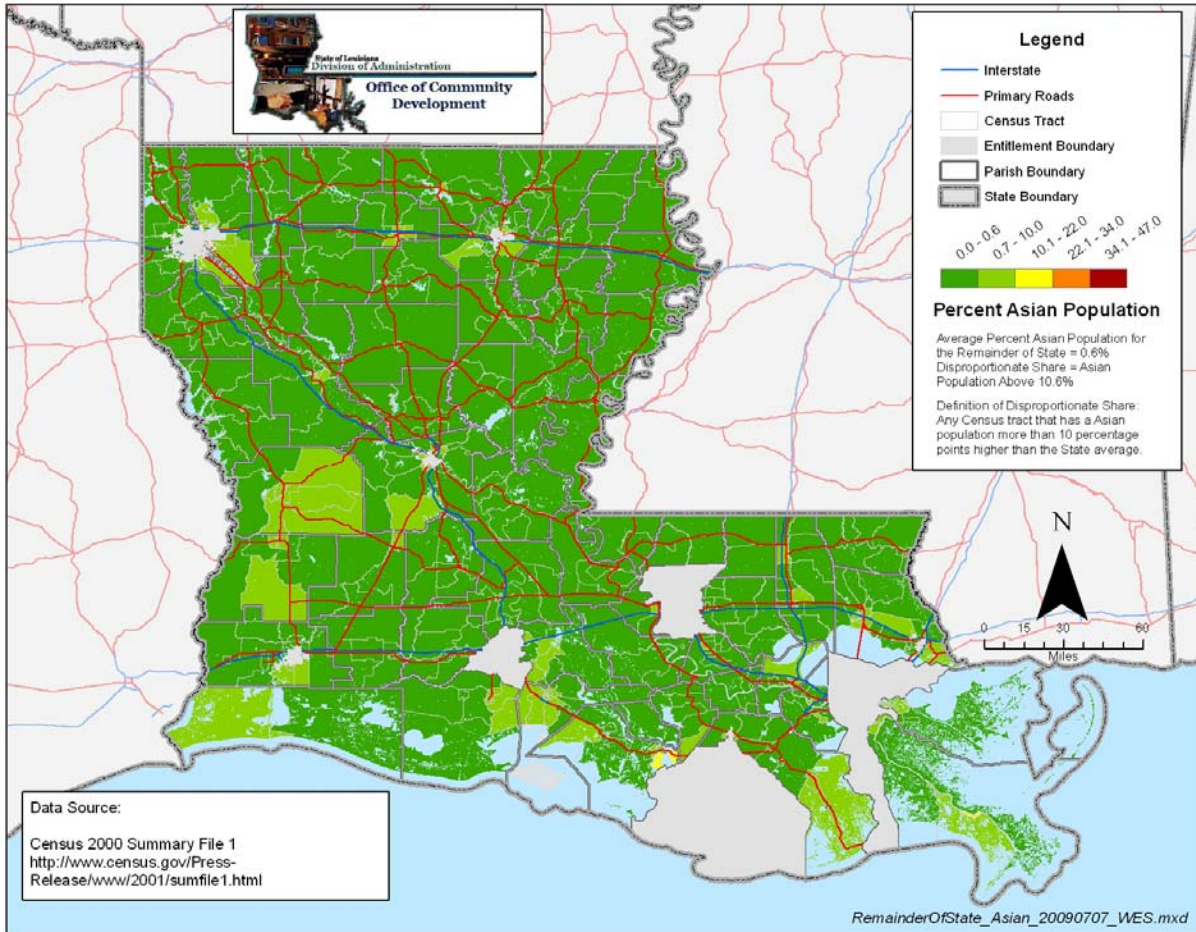 State of Louisiana
Division of Administration
Office of Community
Development
Legend
Interstate
Primary Roads
Census Tract
Entitlement Boundary
Parish Boundary
State Boundary
0.0 - 0.6
0.7 - 10.0
10.1 - 22.0
22.1 - 34.0
34.1 - 47.0
Percent Asian Population
Average Percent Asian Population for
the Remainder of State = 0.6%
Disproportionate Share = Asian
Population Above 10.6%
Definition of Disproportionate Share:
Any Census tract that has a Asian
population more than 10 percentage
points higher than the State average.
N
0 15 30 60
Miles
Data Source:
Census 2000 Summary File 1
http://www.census.gov/Press-
Release/www/2001/sumfile1.html
RemainderOfState_Asian_20090707_WES.mxd